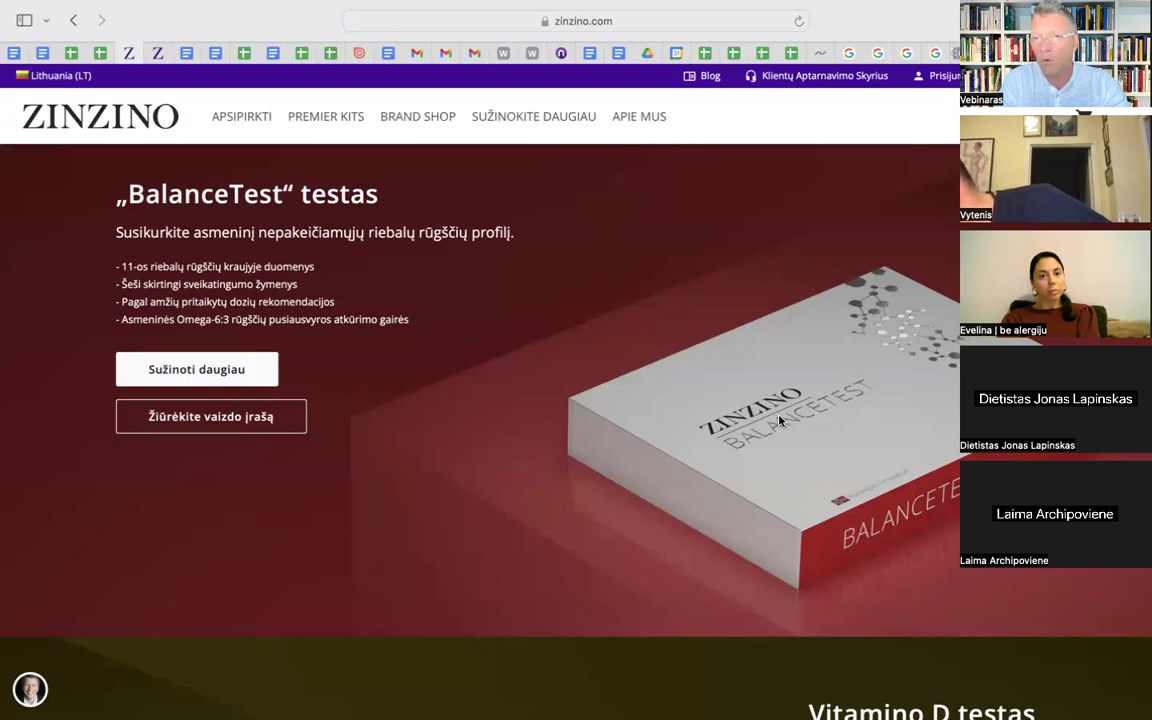 zinzino.com
Lithuania (LT)
Blog
Klientų Aptarnavimo Skyrius
ZINZINO
APSIPIRKTI
PREMIER KITS
BRAND SHOP
SUŽINOKITE DAUGIAU
APIE MUS
„BalanceTest“ testas
Susikurkite asmeninį nepakeičiamųjų riebalų rūgščių profilį.
- 11-os riebalų rūgščių kraujyje duomenys
- Šeši skirtingi sveikatingumo žymenys
- Pagal amžių pritaikytų dozių rekomendacijos
- Asmeninės Omega-6:3 rūgščių pusiausvyros atkūrimo gairės
Sužinoti daugiau
Žiūrėkite vaizdo įrašą
ZINZINO
BALANCETEST
Vitamino D testas
Vebinaras
Vytenis
Evelina | be alergiju
Dietistas Jonas Lapinskas
Dietistas Jonas Lapinskas
Laima Archipoviene
Laima Archipoviene